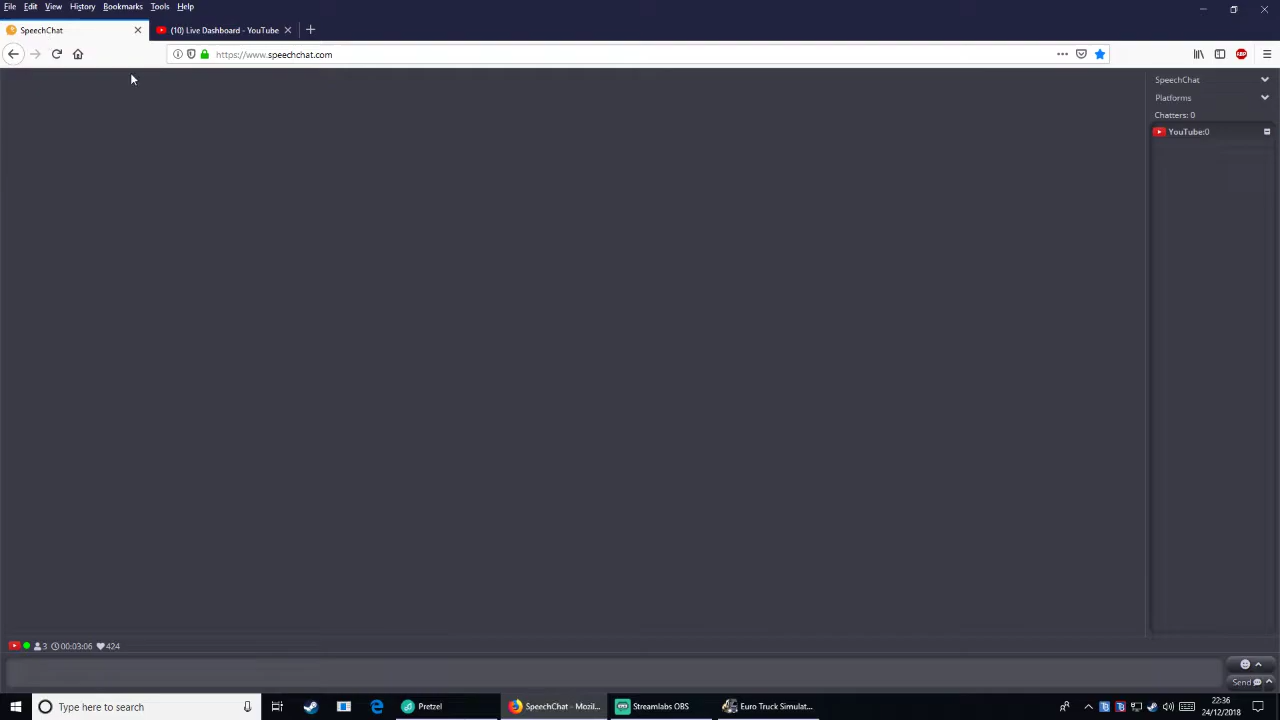 File Edit View History Bookmarks Tools Help
SpeechChat
(10) Live Dashboard - YouTube
https://www.speechchat.com
ABP
SpeechChat
Platforms
Chatters: 0
YouTube:0
3 00:03:06 424
Send
Type here to search
Pretzel
SpeechChat - Mozil...
Streamlabs OBS
Euro Truck Simulat...
22:36
24/12/2018